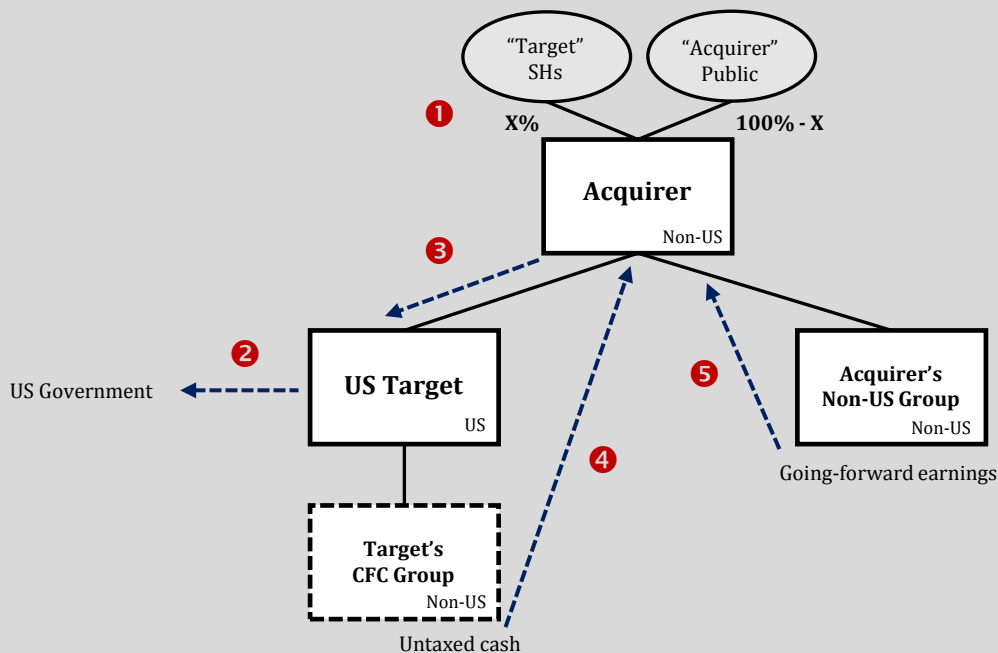 “Target”
SHs
“Acquirer”
Public
❶
X%
100% - X
Acquirer
Non-US
❸
❷
US Government
US Target
US
❺
Acquirer’s
Non-US Group
Non-US
❹
Going-forward earnings
Target’s
CFC Group
Non-US
Untaxed cash